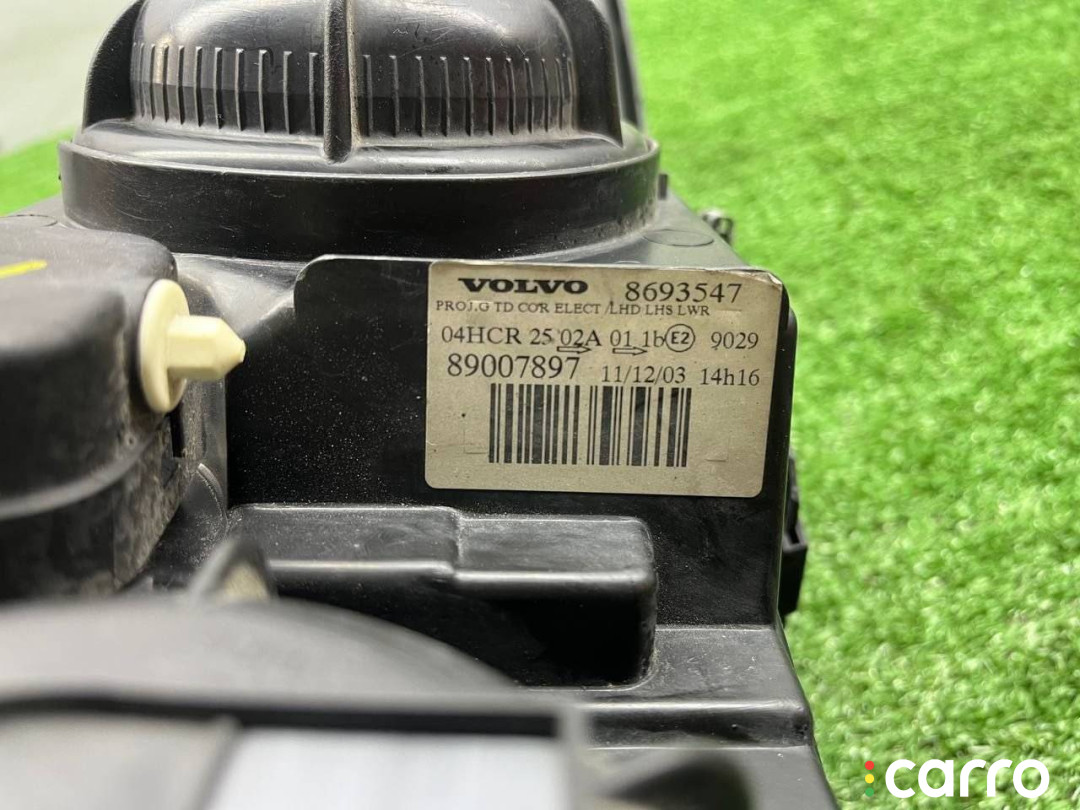 VOLVO 8693547
PROJ.G TD COR ELECT /LHD LHS LWR
04HCR 25 02A 01 1b E2 9029
89007897 11/12/03 14h16
carro